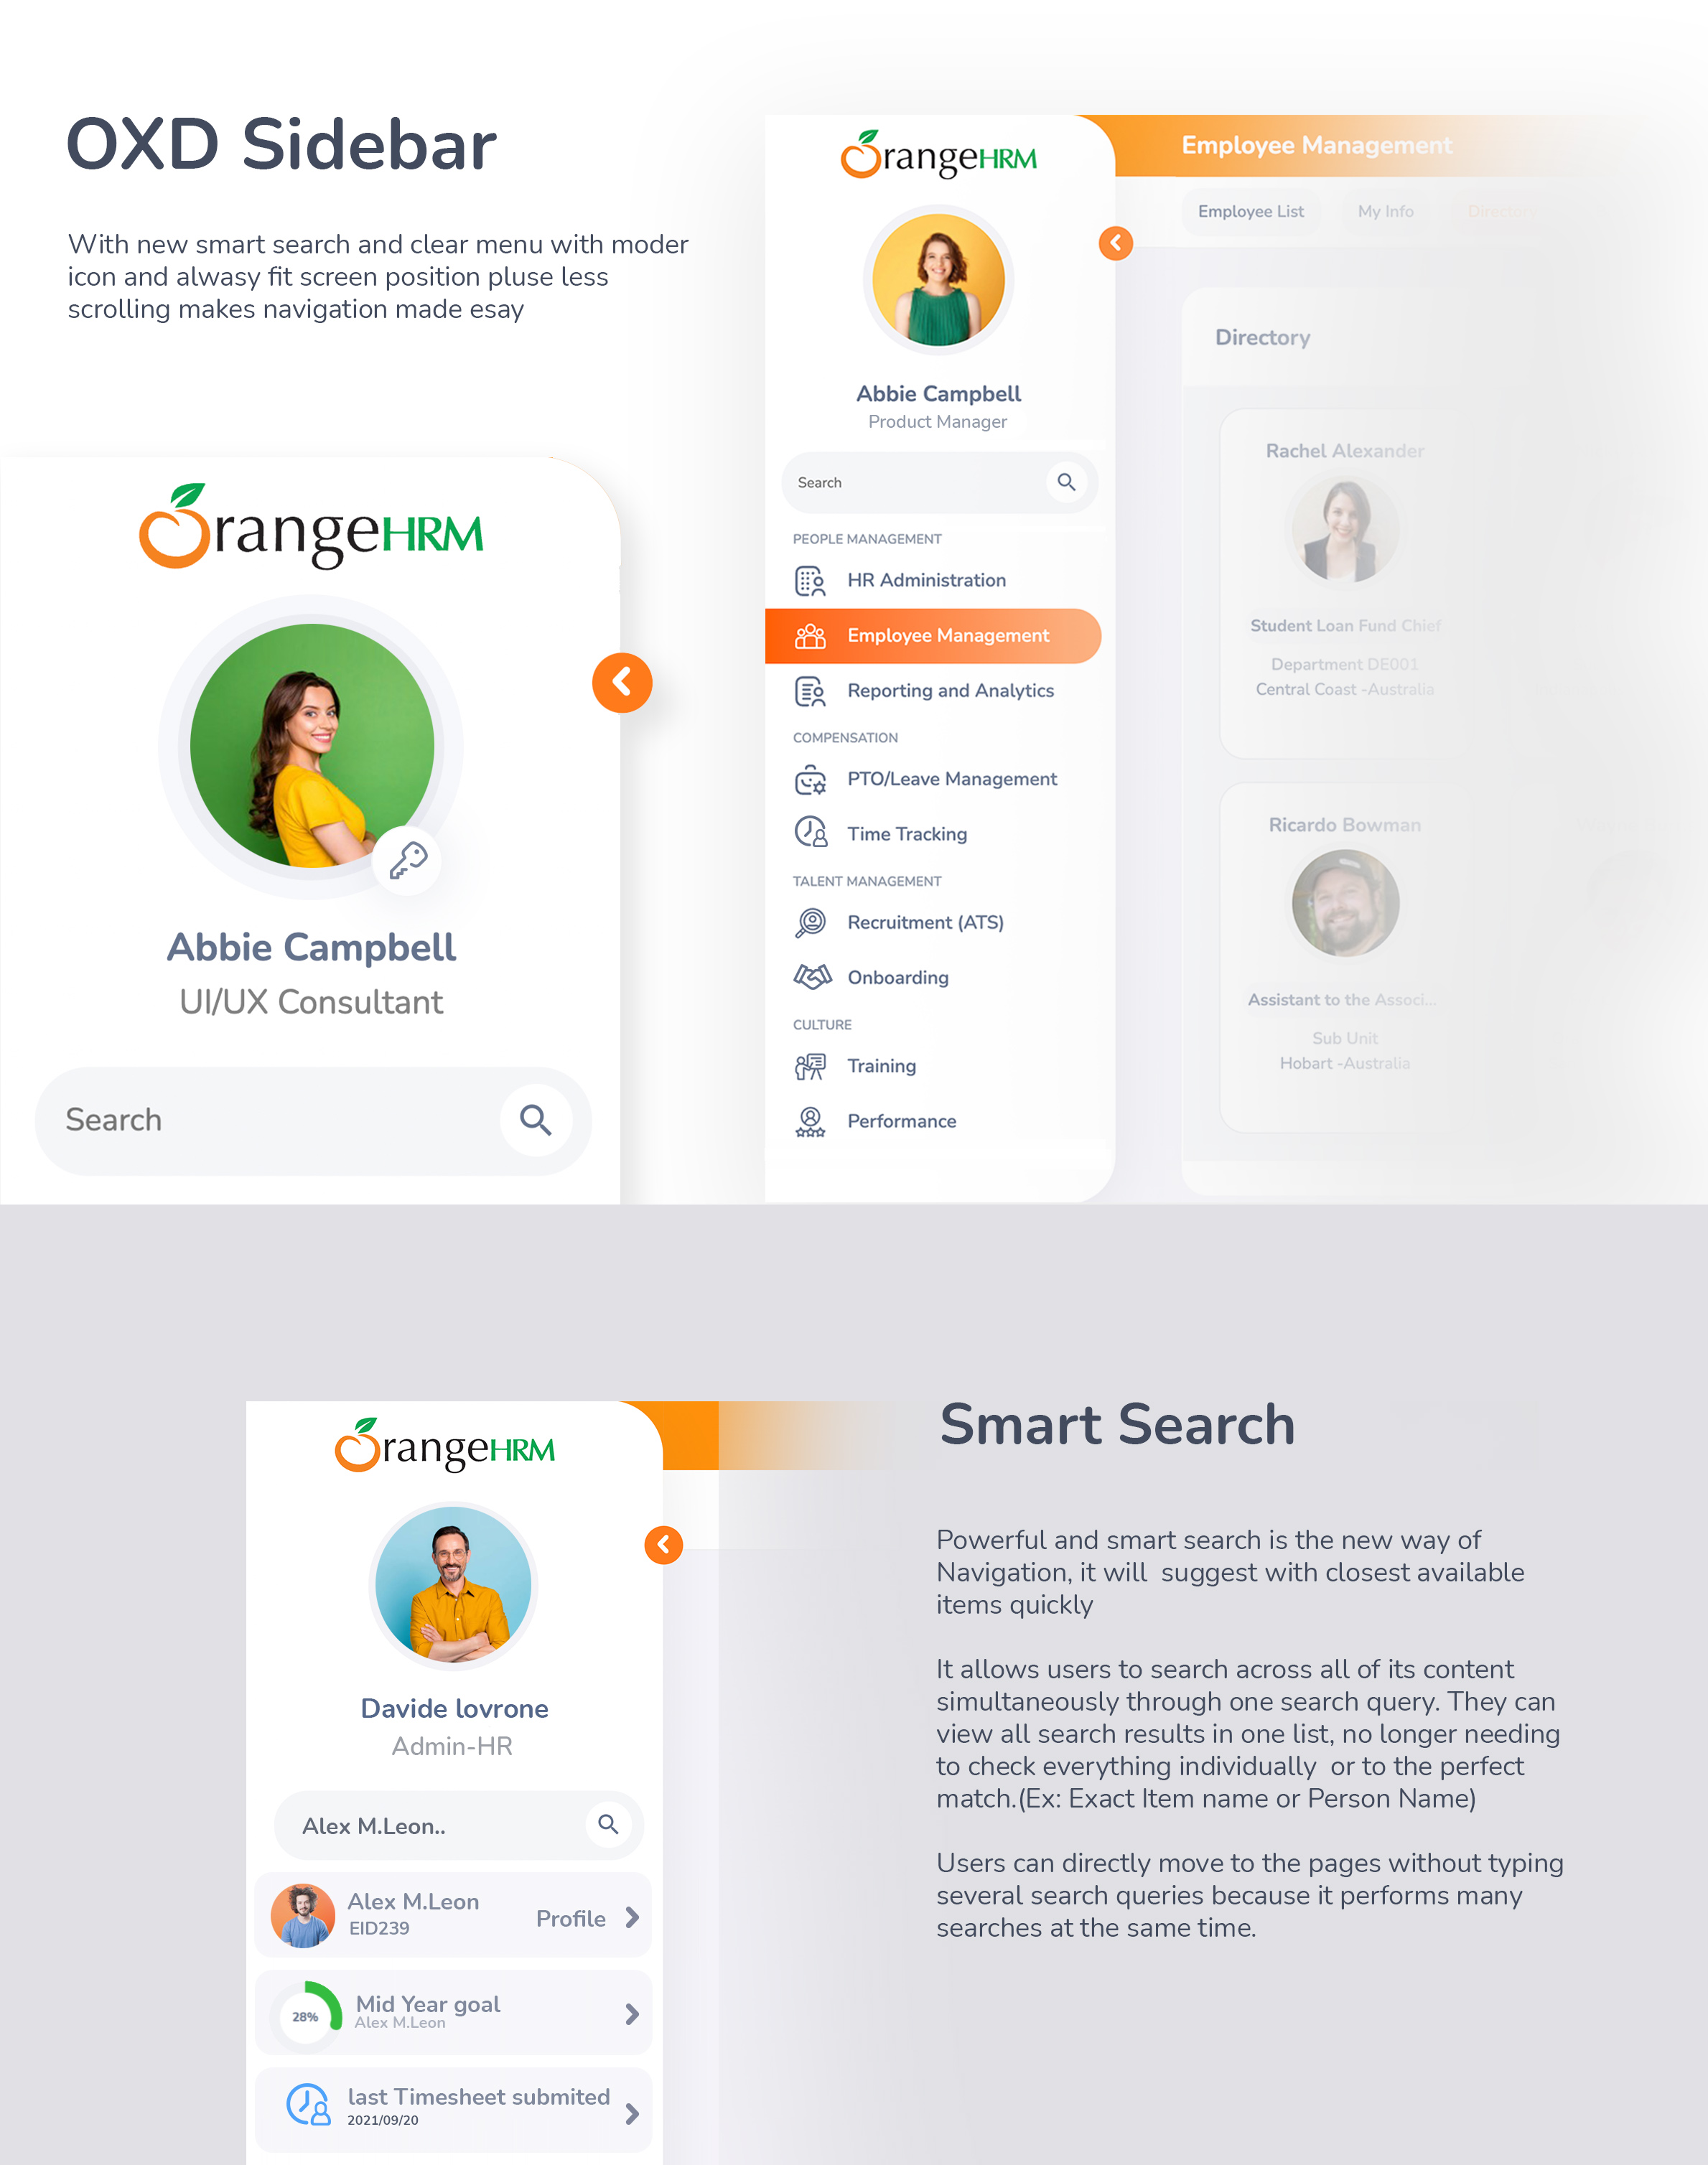 OXD Sidebar
With new smart search and clear menu with moder
icon and alwasy fit screen position pluse less
scrolling makes navigation made esay
OrangeHRM
Abbie Campbell
UI/UX Consultant
Search
OrangeHRM
Abbie Campbell
Product Manager
Search
PEOPLE MANAGEMENT
HR Administration
Employee Management
Reporting and Analytics
COMPENSATION
PTO/Leave Management
Time Tracking
TALENT MANAGEMENT
Recruitment (ATS)
Onboarding
CULTURE
Training
Performance
Employee Management
Employee List
My Info
Directory
Directory
Rachel Alexander
Student Loan Fund Chief
Department DE001
Central Coast -Australia
Ricardo Bowman
Assistant to the Associ...
Sub Unit
Hobart -Australia
OrangeHRM
Davide lovrone
Admin-HR
Alex M.Leon..
Alex M.Leon
EID239
Profile
28%
Mid Year goal
Alex M.Leon
last Timesheet submited
2021/09/20
Smart Search
Powerful and smart search is the new way of
Navigation, it will  suggest with closest available
items quickly
It allows users to search across all of its content
simultaneously through one search query. They can
view all search results in one list, no longer needing
to check everything individually  or to the perfect
match.(Ex: Exact Item name or Person Name)
Users can directly move to the pages without typing
several search queries because it performs many
searches at the same time.